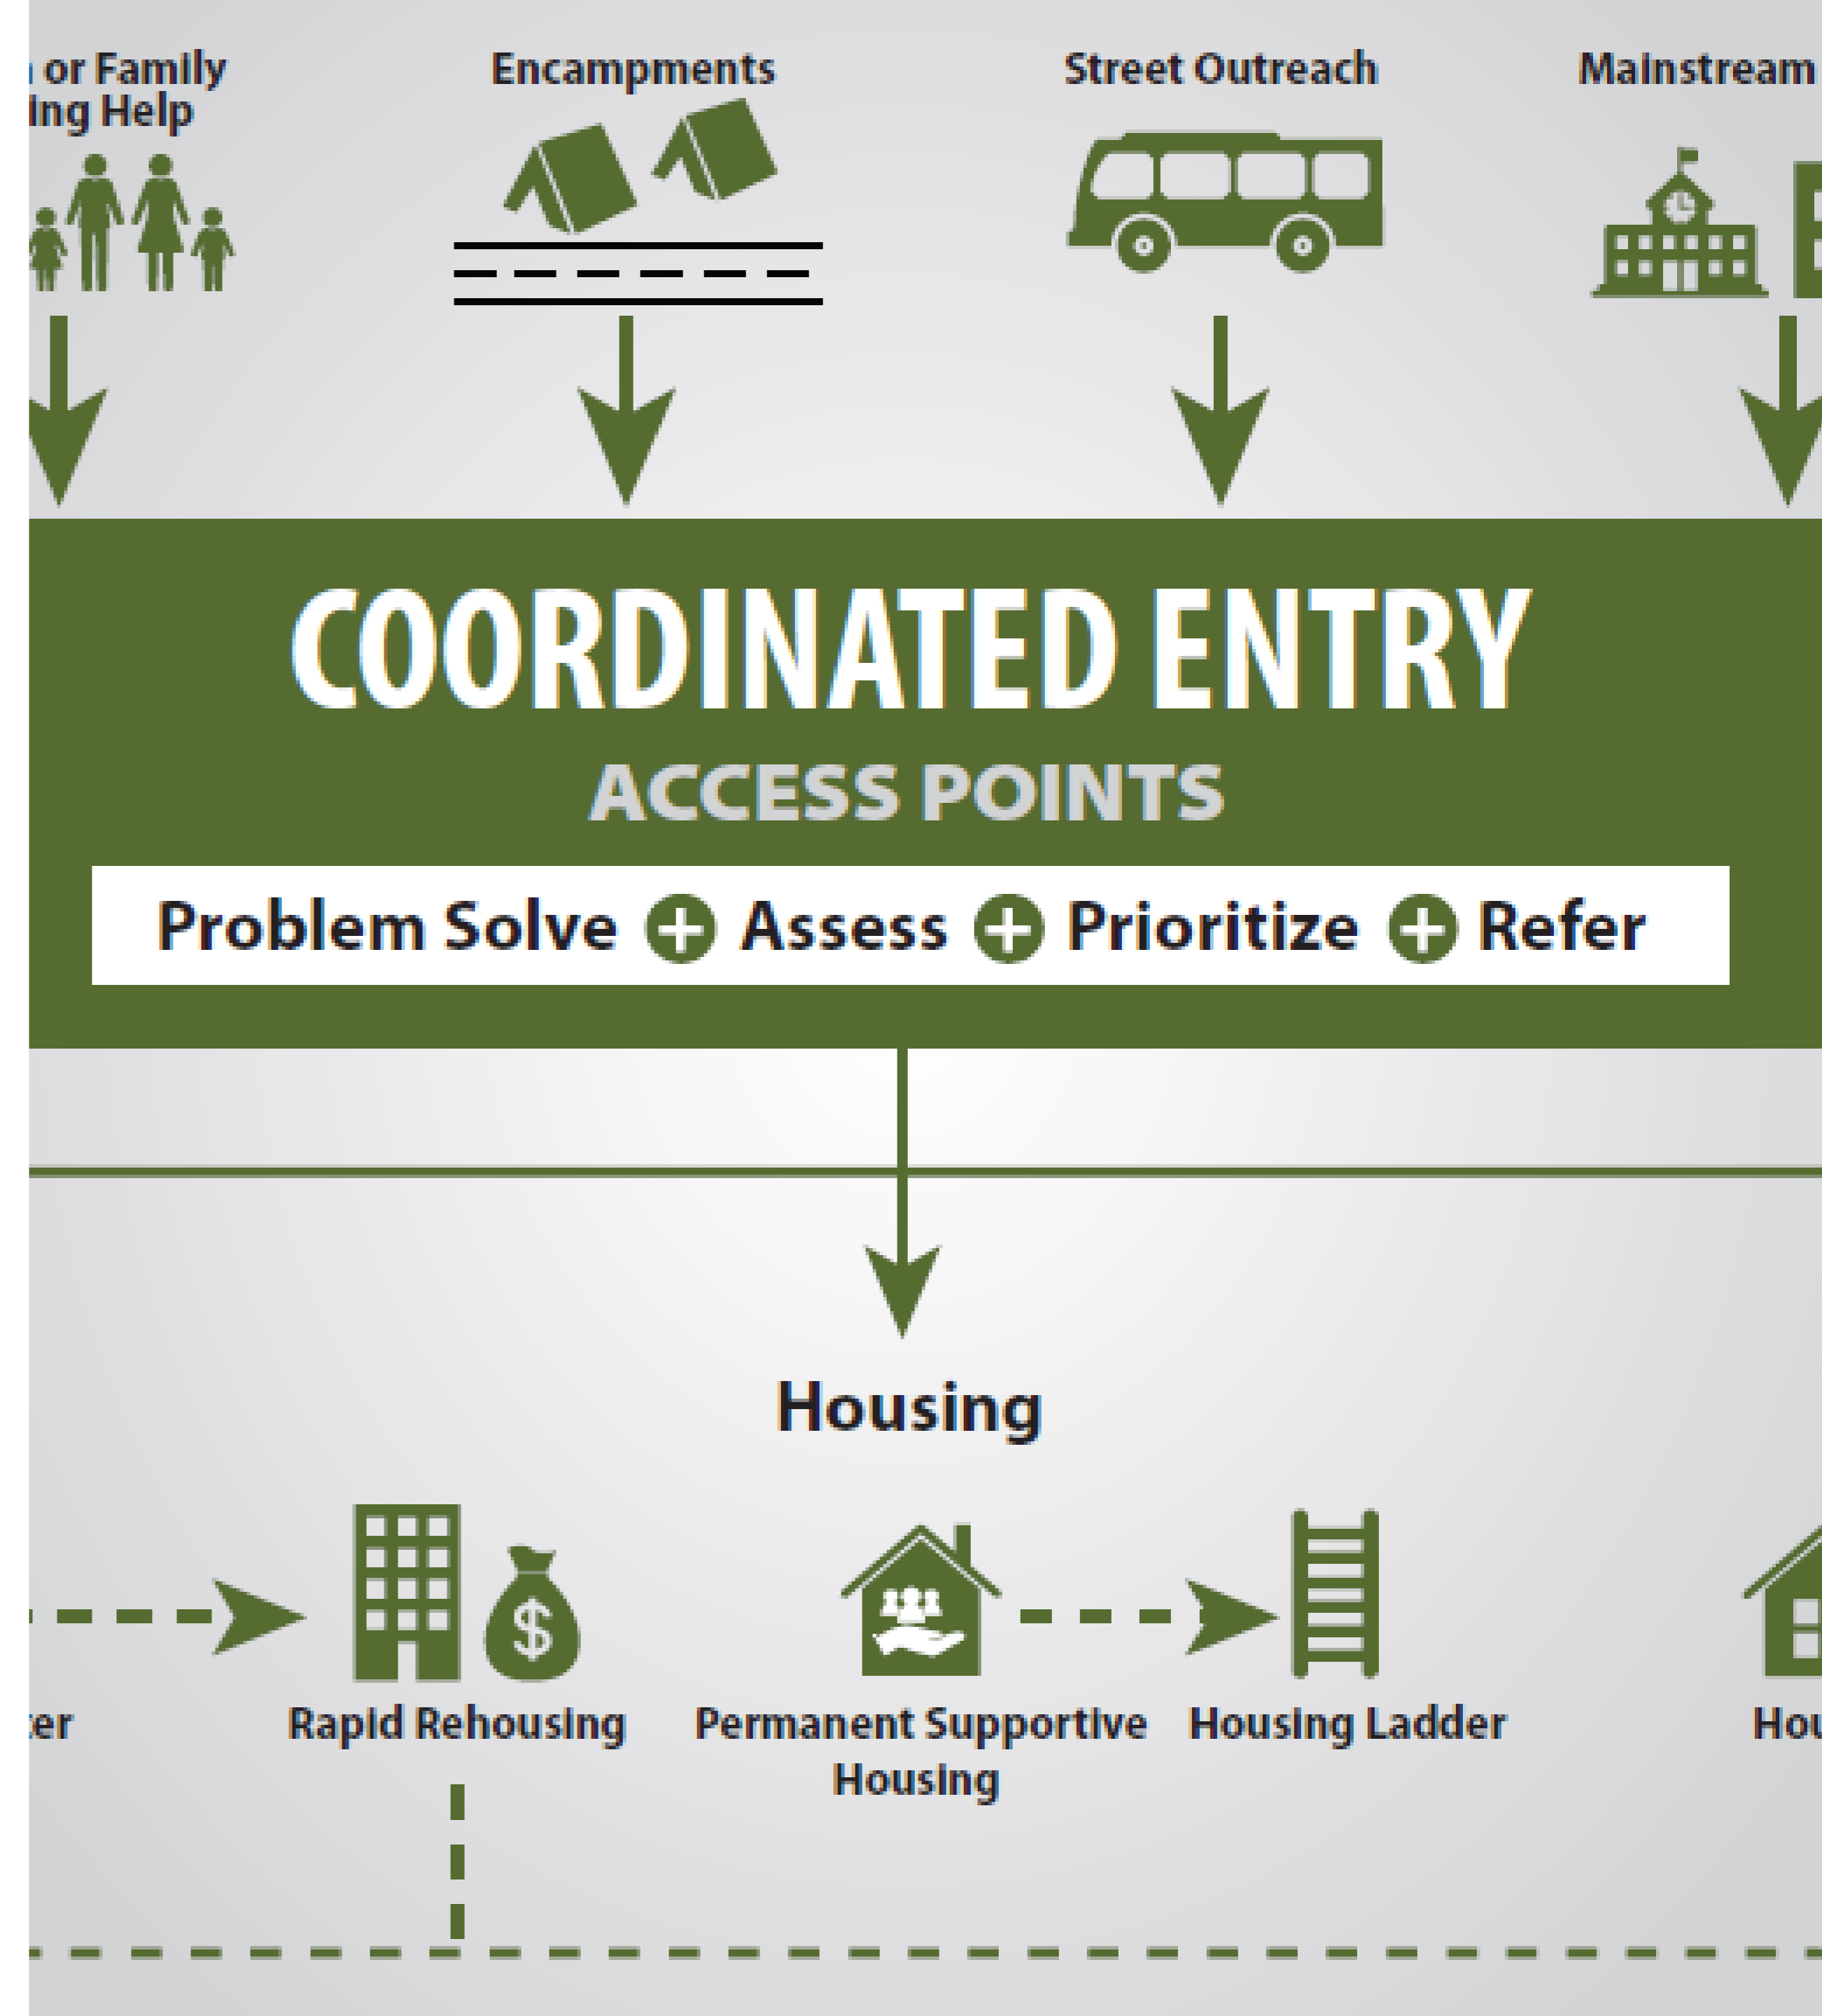 or Family
ing Help
Encampments
Street Outreach
Mainstream
COORDINATED ENTRY
ACCESS POINTS
Problem Solve + Assess + Prioritize + Refer
Housing
$
Rapid Rehousing
Permanent Supportive
Housing
Housing Ladder